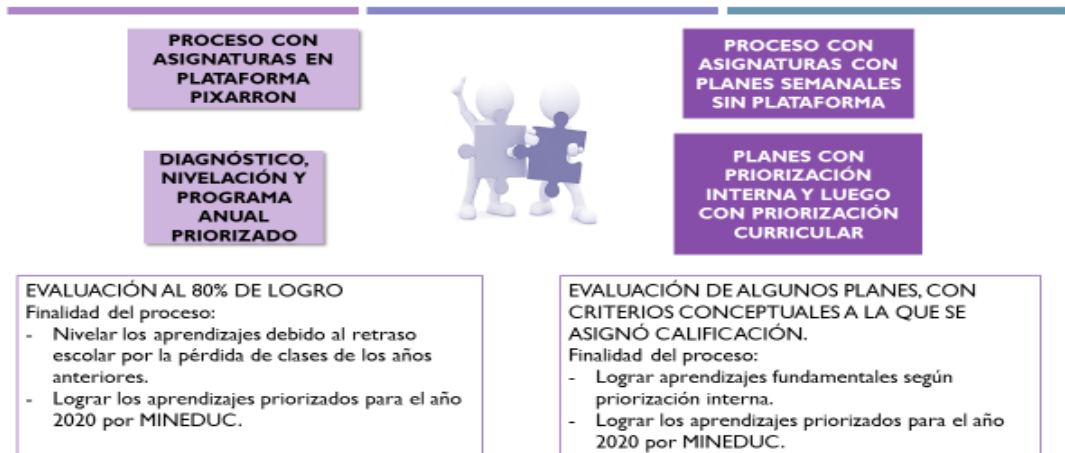 PROCESO CON
ASIGNATURAS EN
PLATAFORMA
PIXARRON
DIAGNÓSTICO,
NIVELACIÓN Y
PROGRAMA
ANUAL
PRIORIZADO
EVALUACIÓN AL 80% DE LOGRO
Finalidad del proceso:
- Nivelar los aprendizajes debido al retraso
escolar por la pérdida de clases de los años
anteriores.
- Lograr los aprendizajes priorizados para el año
2020 por MINEDUC.
PROCESO CON
ASIGNATURAS CON
PLANES SEMANALES
SIN PLATAFORMA
PLANES CON
PRIORIZACIÓN
INTERNA Y LUEGO
CON PRIORIZACIÓN
CURRICULAR
EVALUACIÓN DE ALGUNOS PLANES, CON
CRITERIOS CONCEPTUALES A LA QUE SE
ASIGNÓ CALIFICACIÓN.
Finalidad del proceso:
- Lograr aprendizajes fundamentales según
priorización interna.
- Lograr los aprendizajes priorizados para el año
2020 por MINEDUC.